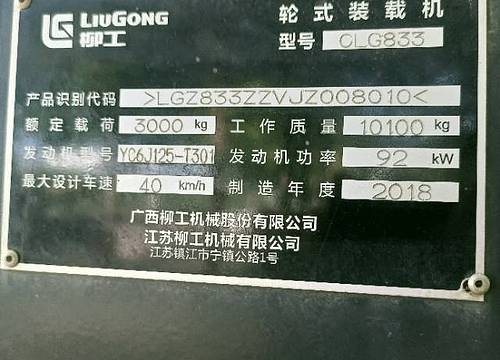 LIUGONG
柳工
轮式装载机
型号 CLG833
产品识别代码 >LGZ833ZZVJZ008010<
额定载荷 3000 kg 工作质量 10100 kg
发动机型号 YC6J125-T301 发动机功率 92 kW
最大设计车速 40 km/h 制造年度 2018
广西柳工机械股份有限公司
江苏柳工机械有限公司
江苏镇江市宁镇公路1号